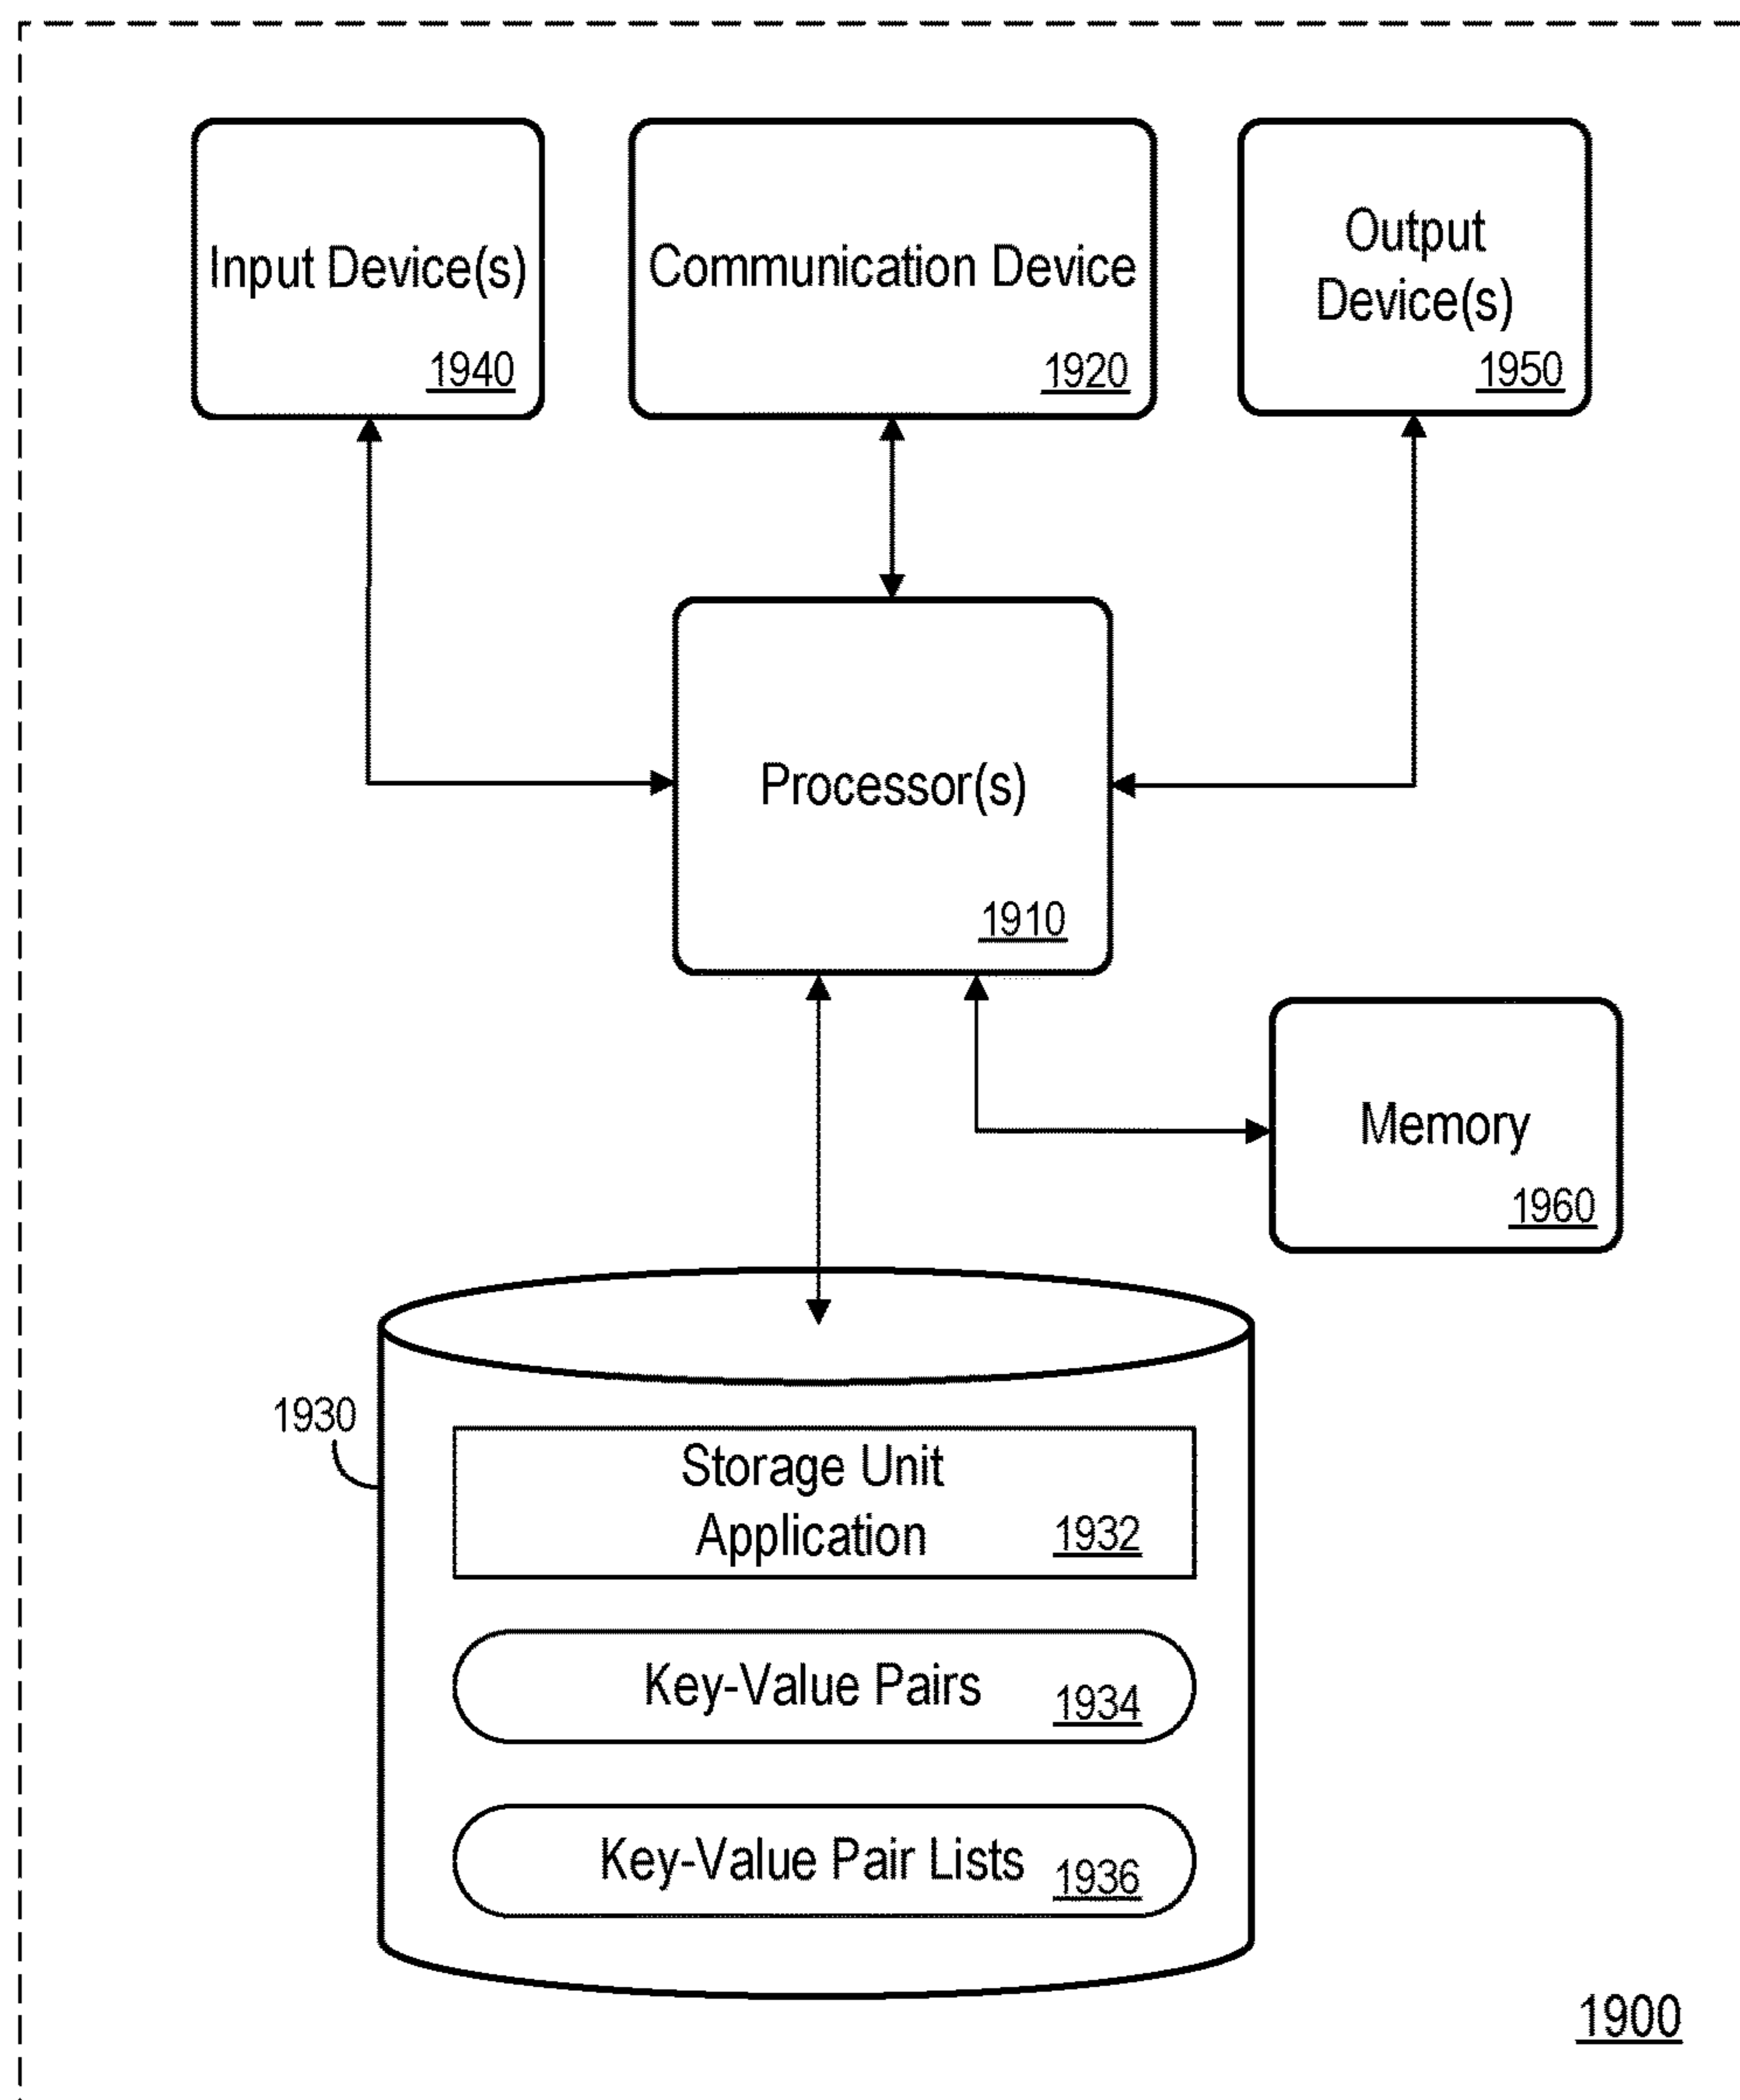 Input Device(s)
1940
Communication Device
1920
Output
Device(s)
1950
Processor(s)
1910
Memory
1960
1930
Storage Unit
Application 1932
Key-Value Pairs 1934
Key-Value Pair Lists 1936
1900